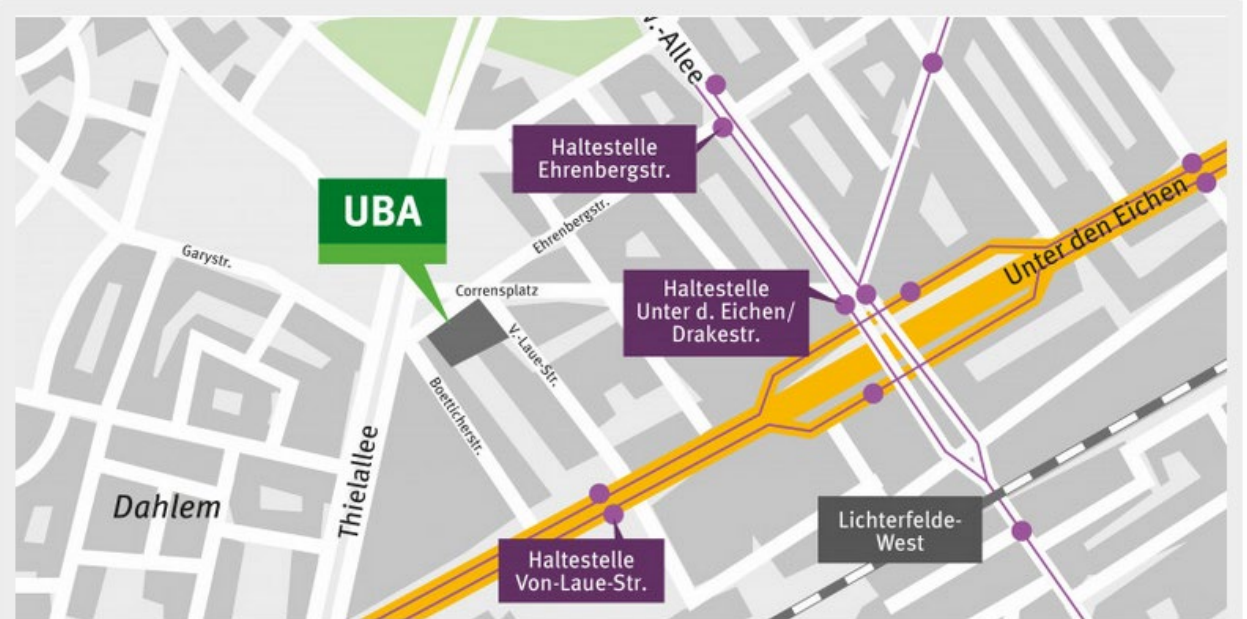 V.-Allee
Haltestelle
Ehrenbergstr.
UBA
Ehrenbergstr.
Garystr.
Unter den Eichen
Corrensplatz
Haltestelle
Unter d. Eichen/
Drakestr.
V.-Laue-Str.
Boetticherstr.
Thielallee
Dahlem
Lichterfelde-
West
Haltestelle
Von-Laue-Str.